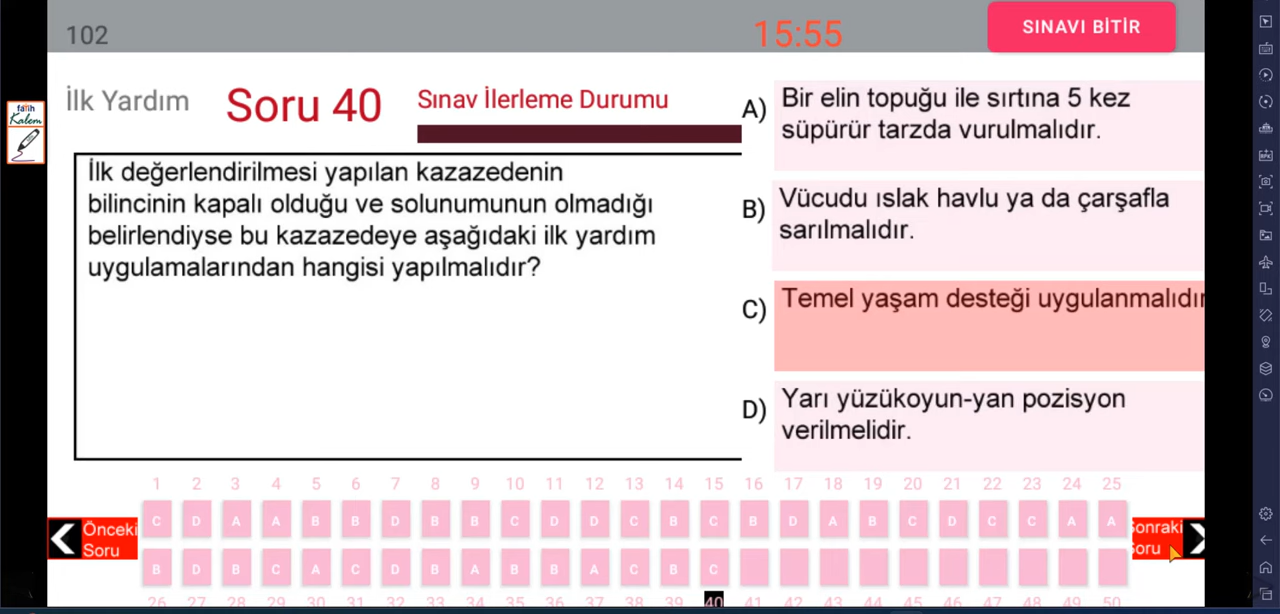 102
15:55
SINAVI BİTİR
fatih
Kalem
İlk Yardım
Soru 40
Sınav İlerleme Durumu
İlk değerlendirilmesi yapılan kazazedenin
bilincinin kapalı olduğu ve solunumunun olmadığı
belirlendiyse bu kazazedeye aşağıdaki ilk yardım
uygulamalarından hangisi yapılmalıdır?
A) Bir elin topuğu ile sırtına 5 kez
süpürür tarzda vurulmalıdır.
B) Vücudu ıslak havlu ya da çarşafla
sarılmalıdır.
C) Temel yaşam desteği uygulanmalıdır
D) Yarı yüzükoyun-yan pozisyon
verilmelidir.
1 2 3 4 5 6 7 8 9 10 11 12 13 14 15 16 17 18 19 20 21 22 23 24 25
C D A A B B D B B C D D C B C B D A B C D C C A A
Önceki
Soru
Sonraki
Soru
B D B C A C D B A B B A C B C
26 27 28 29 30 31 32 33 34 35 36 37 38 39 40 41 42 43 44 45 46 47 48 49 50